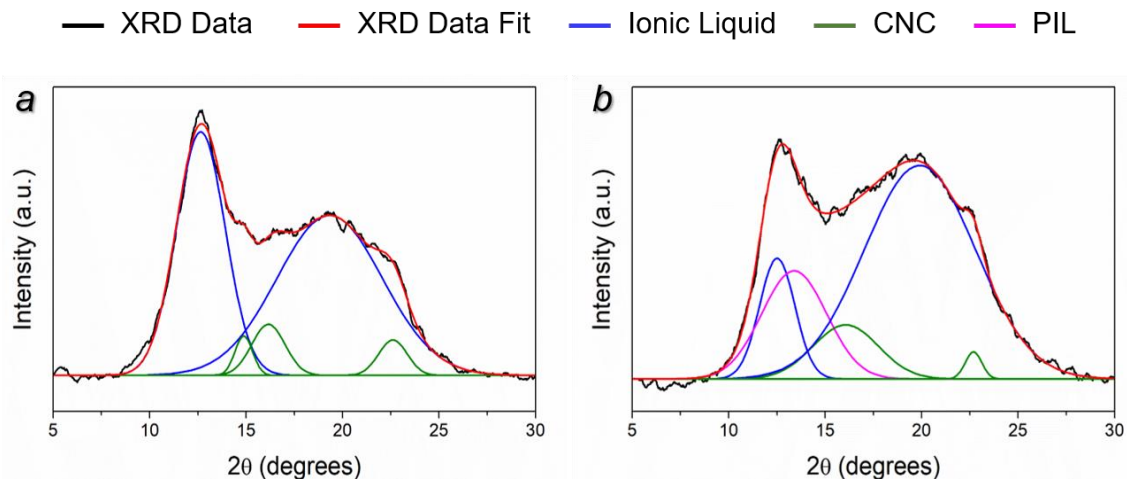 XRD Data XRD Data Fit Ionic Liquid CNC PIL
a
Intensity (a.u.)
5 10 15 20 25 30
2θ (degrees)
b
Intensity (a.u.)
5 10 15 20 25 30
2θ (degrees)